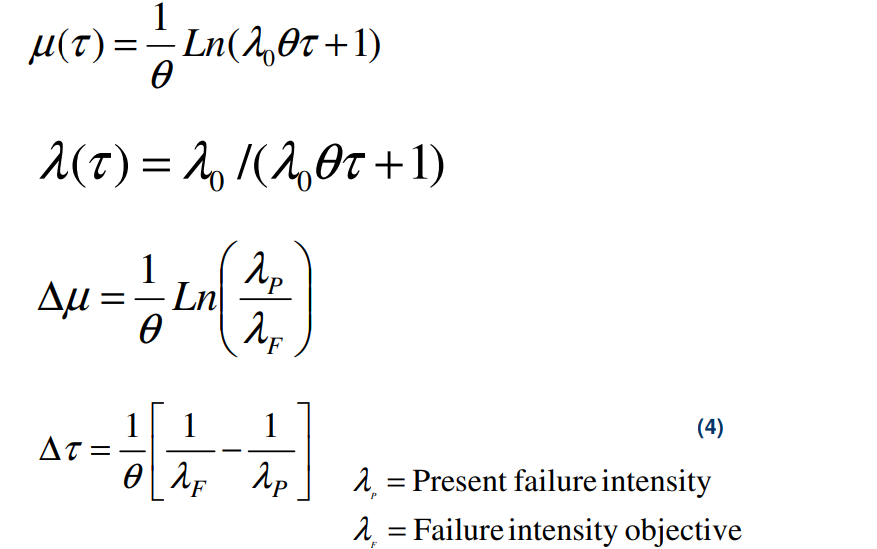 μ(τ) = 1/θ Ln(λ₀θτ + 1)
λ(τ) = λ₀ /(λ₀θτ + 1)
Δμ = 1/θ Ln(λ_P/λ_F)
Δτ = 1/θ [1/λ_F − 1/λ_P]
(4)
λ_P = Present failure intensity
λ_F = Failure intensity objective